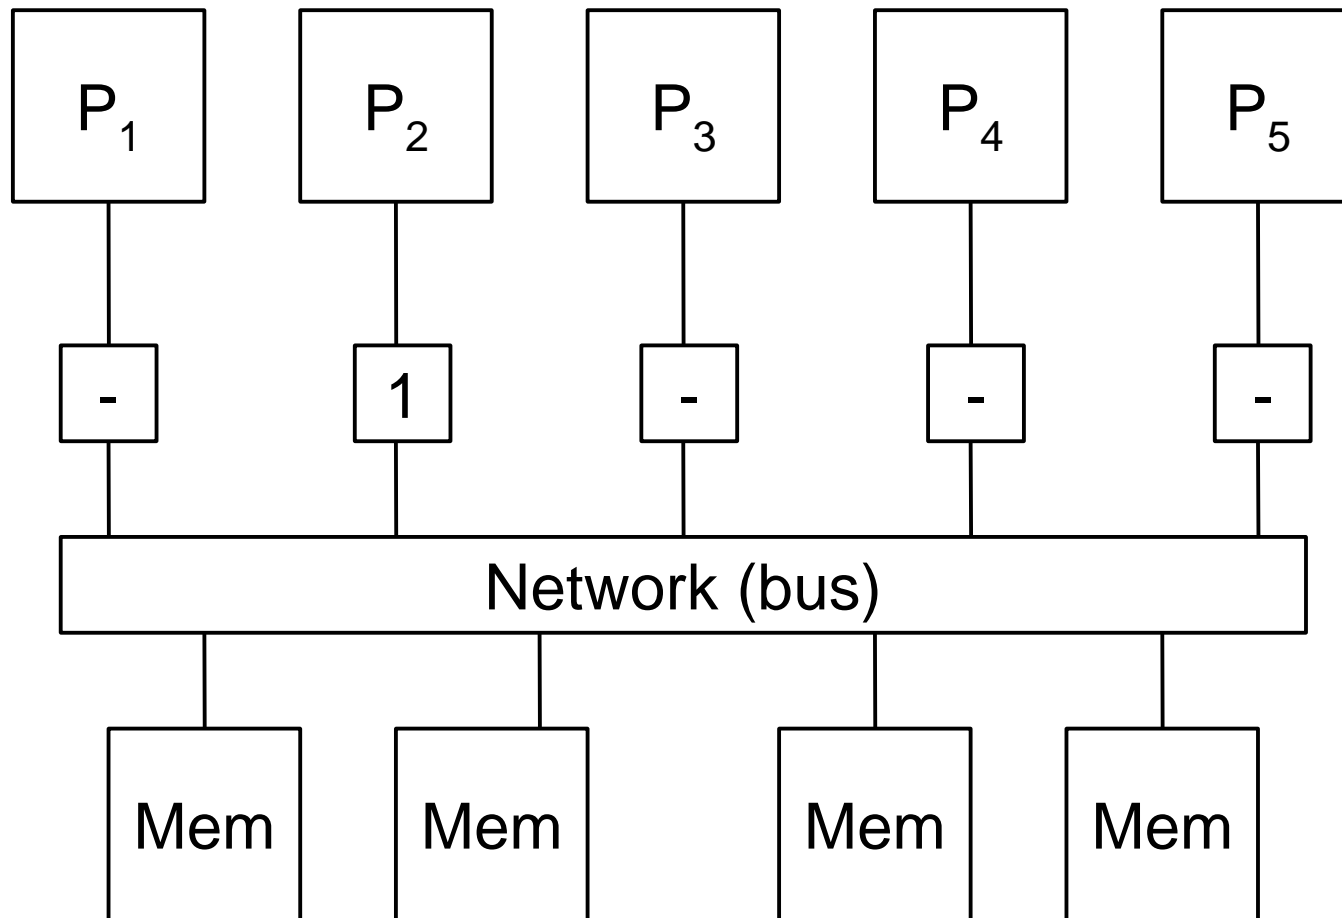 P₁ P₂ P₃ P₄ P₅
- 1 - - -
Network (bus)
Mem Mem Mem Mem